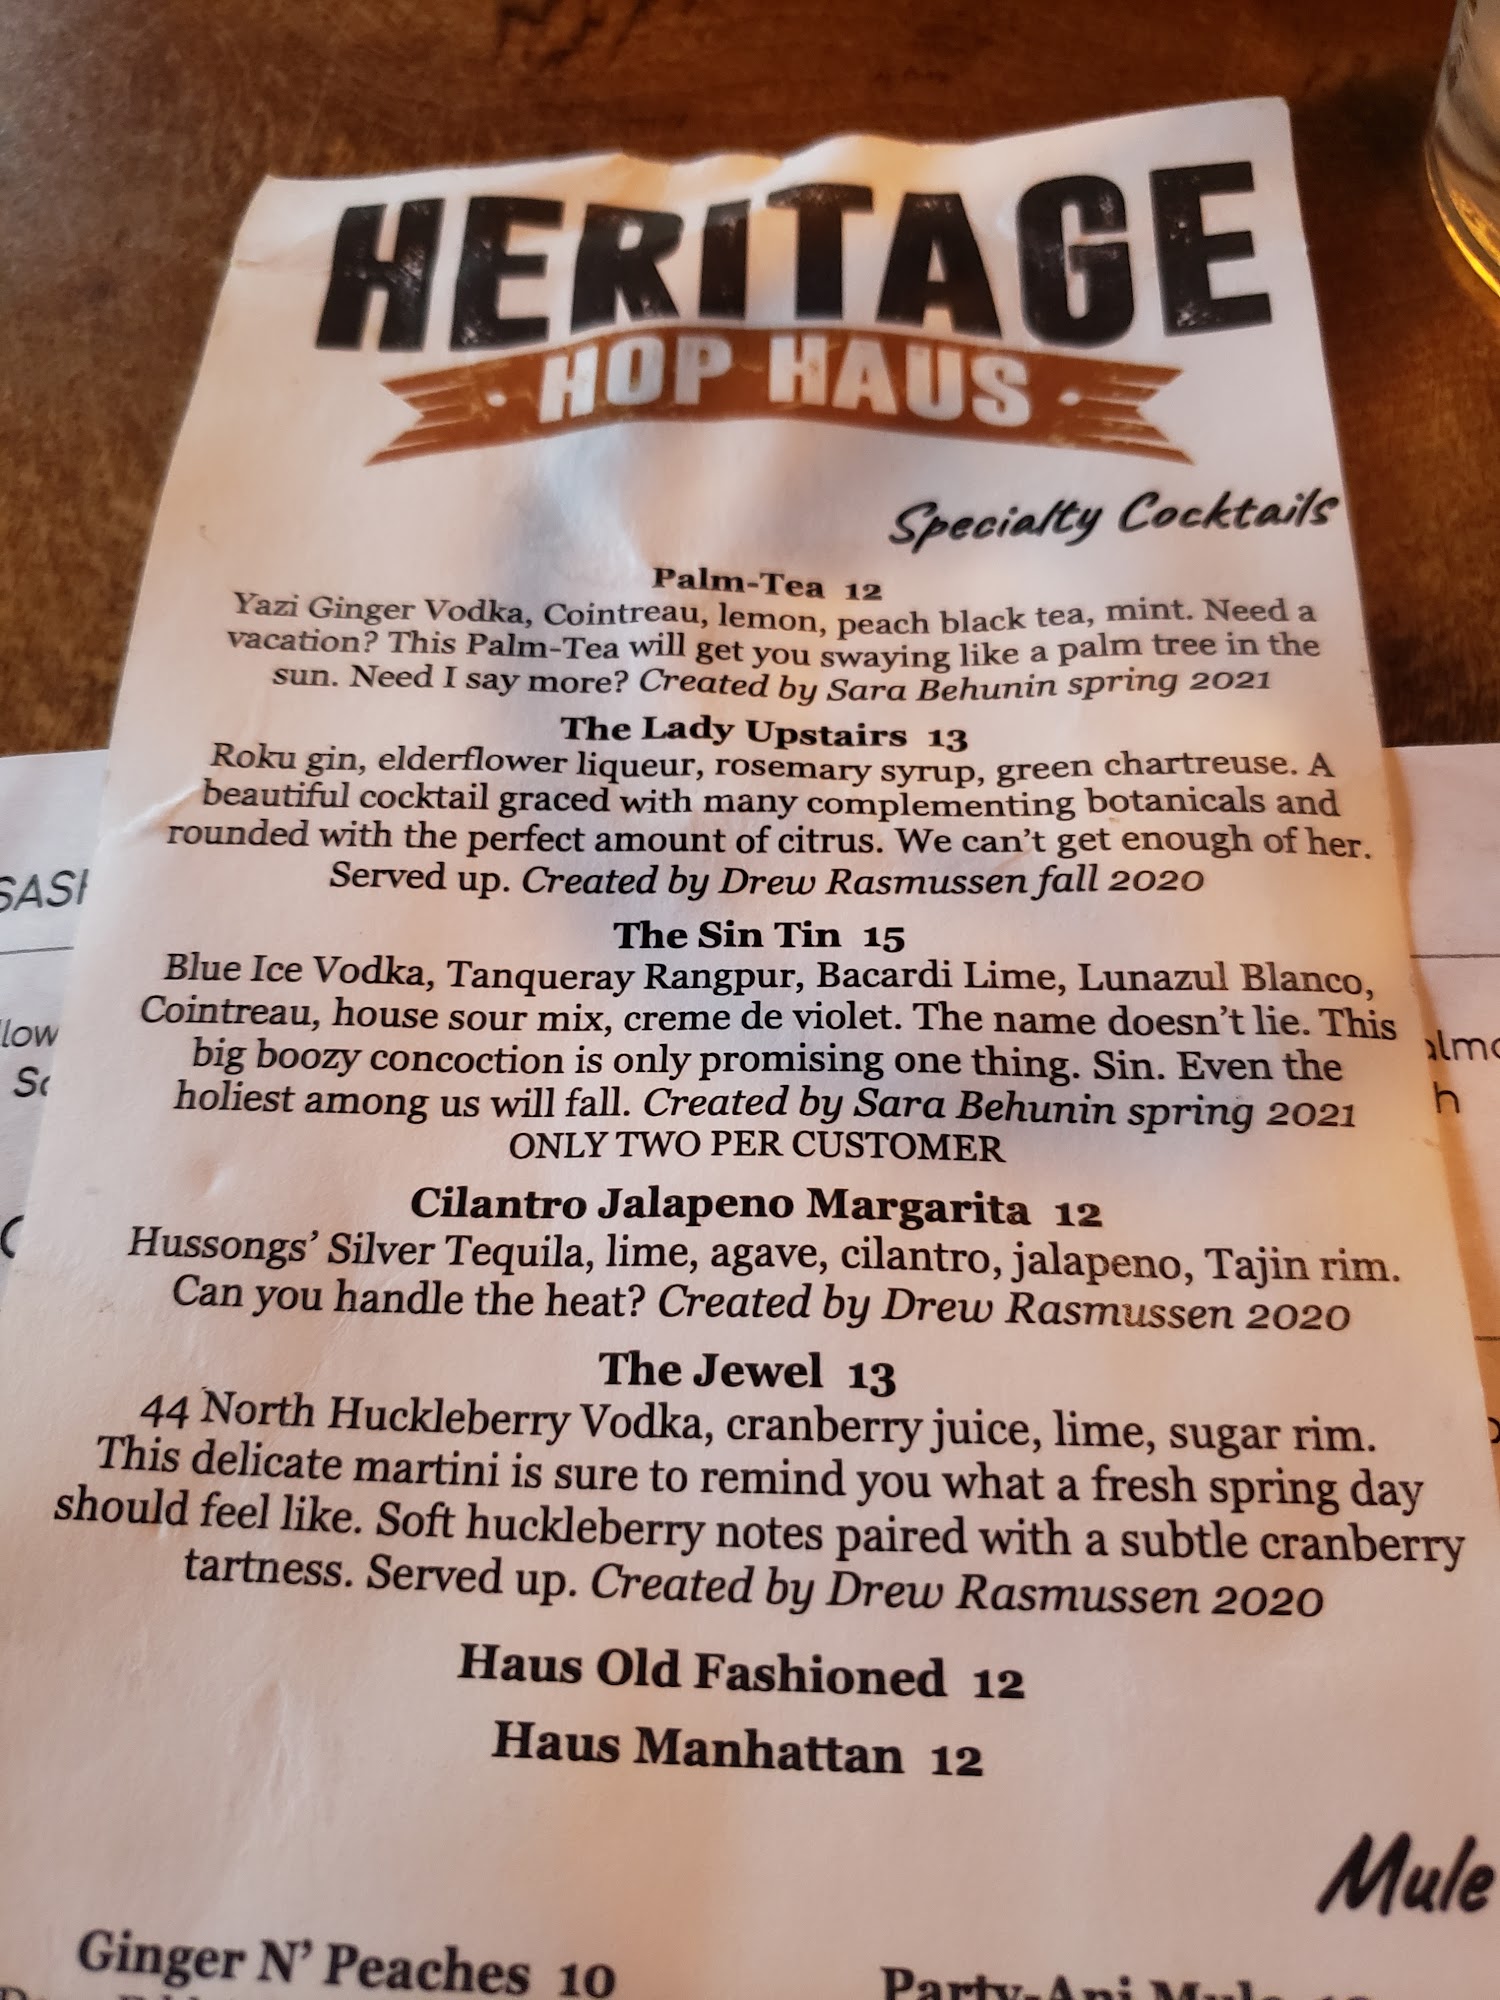 HERITAGE
HOP HAUS
Specialty Cocktails
Palm-Tea 12
Yazi Ginger Vodka, Cointreau, lemon, peach black tea, mint. Need a
vacation? This Palm-Tea will get you swaying like a palm tree in the
sun. Need I say more? Created by Sara Behunin spring 2021
The Lady Upstairs 13
Roku gin, elderflower liqueur, rosemary syrup, green chartreuse. A
beautiful cocktail graced with many complementing botanicals and
rounded with the perfect amount of citrus. We can't get enough of her.
Served up. Created by Drew Rasmussen fall 2020
The Sin Tin 15
Blue Ice Vodka, Tanqueray Rangpur, Bacardi Lime, Lunazul Blanco,
Cointreau, house sour mix, creme de violet. The name doesn't lie. This
big boozy concoction is only promising one thing. Sin. Even the
holiest among us will fall. Created by Sara Behunin spring 2021
ONLY TWO PER CUSTOMER
Cilantro Jalapeno Margarita 12
Hussongs' Silver Tequila, lime, agave, cilantro, jalapeno, Tajin rim.
Can you handle the heat? Created by Drew Rasmussen 2020
The Jewel 13
44 North Huckleberry Vodka, cranberry juice, lime, sugar rim.
This delicate martini is sure to remind you what a fresh spring day
should feel like. Soft huckleberry notes paired with a subtle cranberry
tartness. Served up. Created by Drew Rasmussen 2020
Haus Old Fashioned 12
Haus Manhattan 12
Mule
Ginger N' Peaches 10
Party-Ani Mule